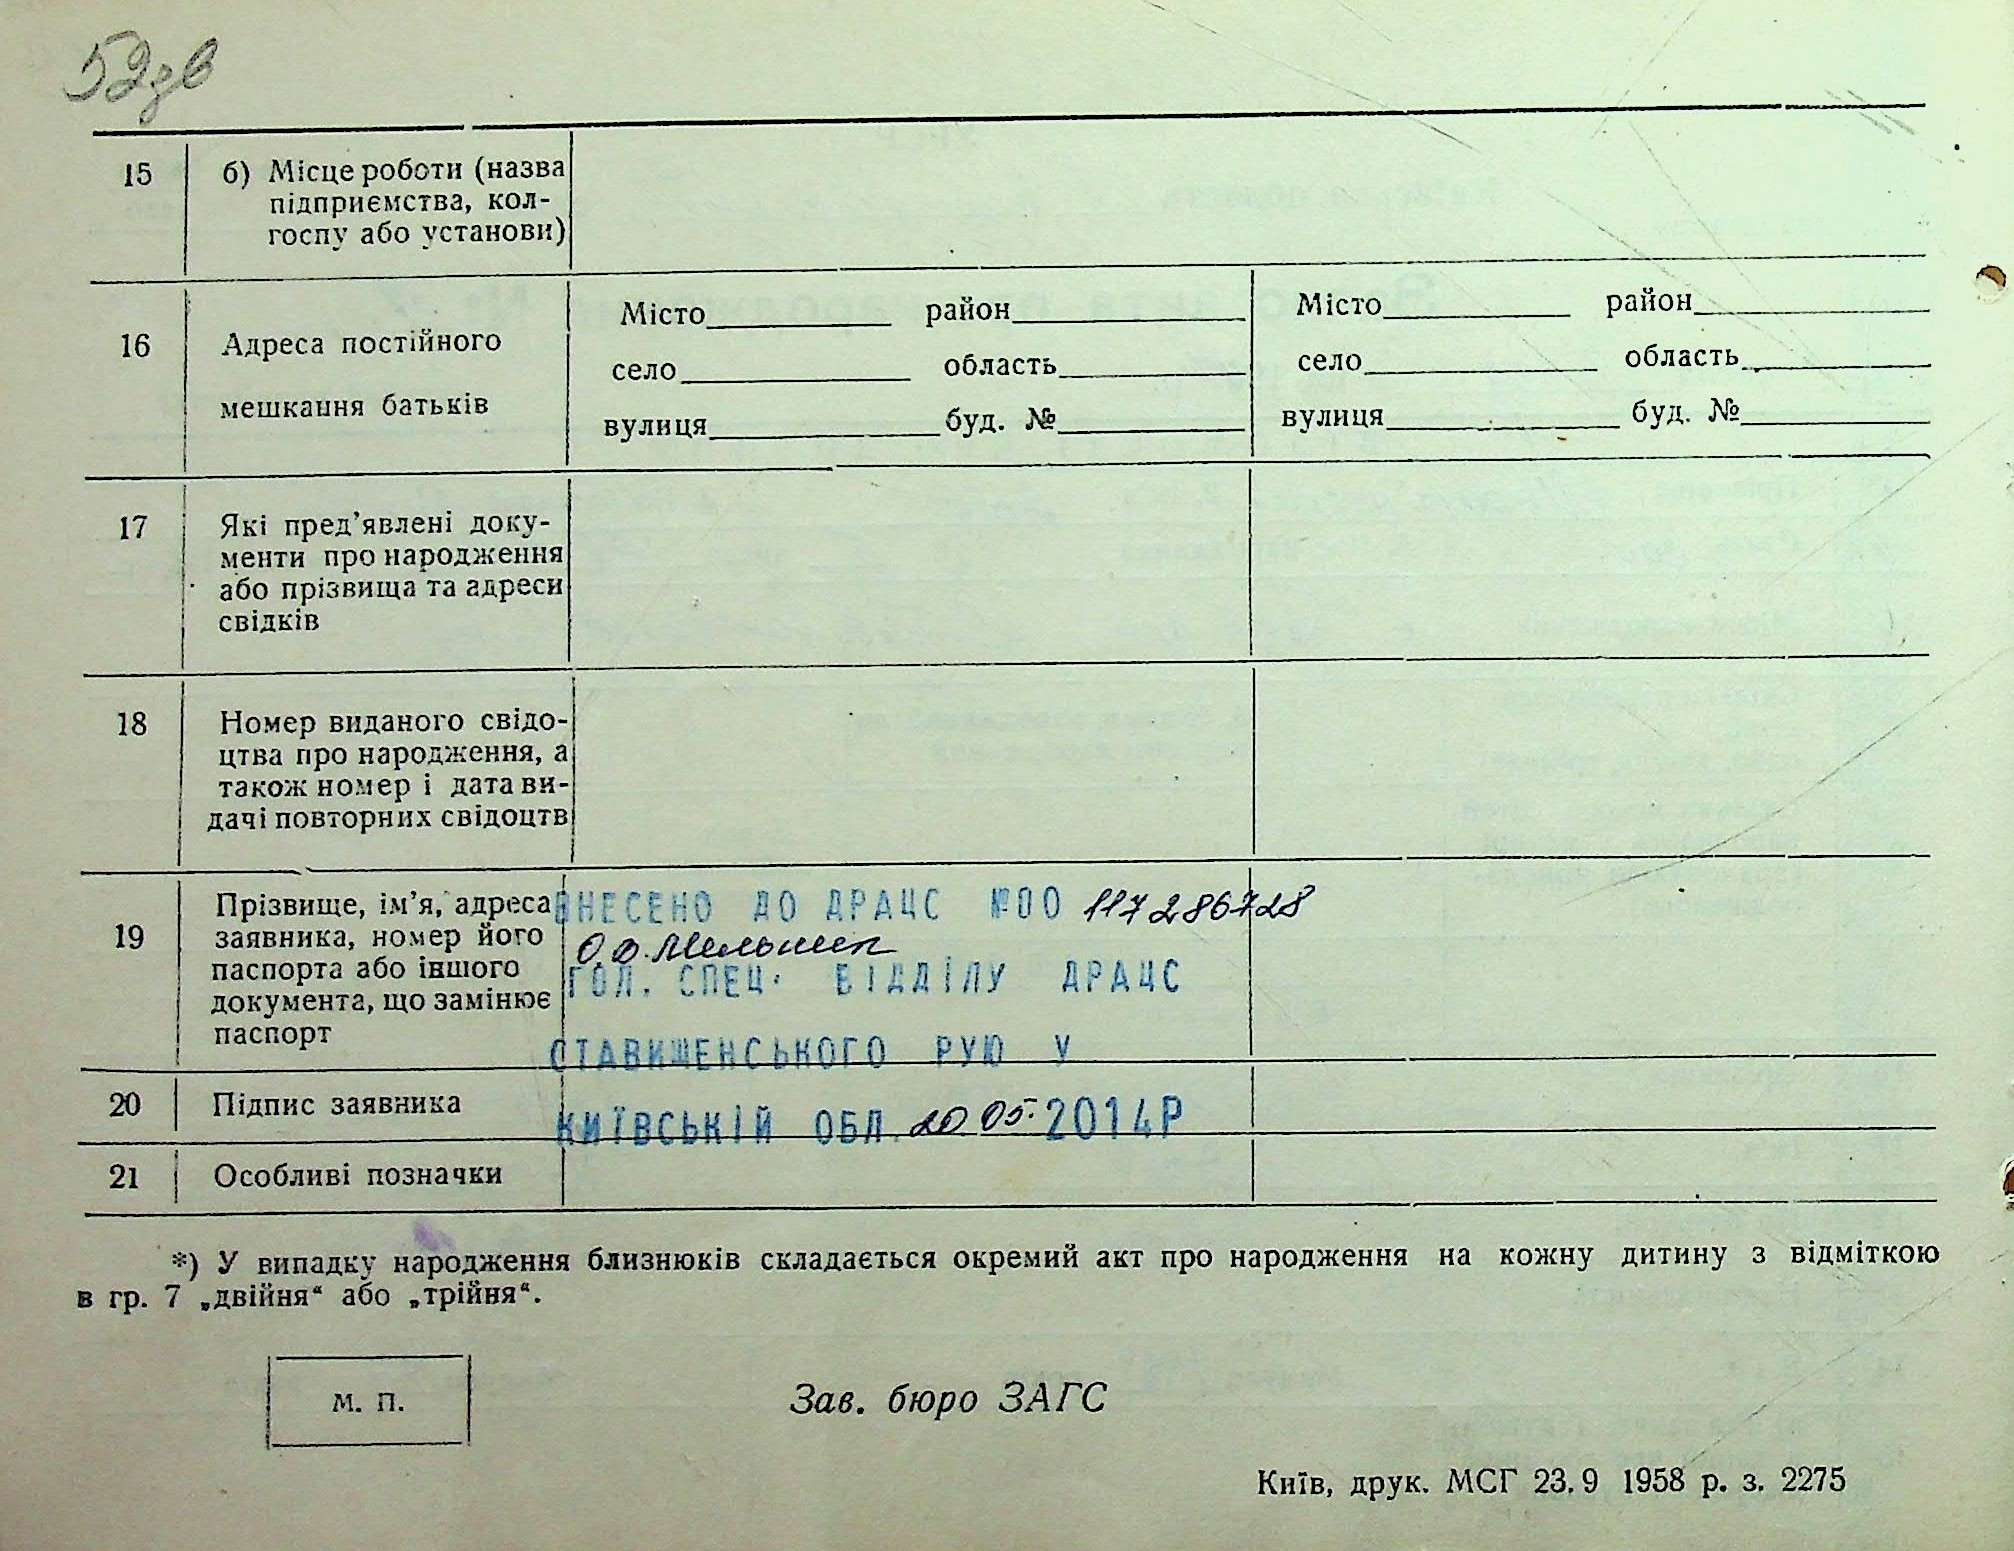 52зв
15
б) Місце роботи (назва
підприємства, кол-
госпу або установи)
16
Адреса постійного
мешкання батьків
Місто район
село область
вулиця буд. №
Місто район
село область
вулиця буд. №
17
Які пред’явлені доку-
менти про народження
або прізвища та адреси
свідків
18
Номер виданого свідо-
цтва про народження, а
також номер і дата ви-
дачі повторних свідоцтв
19
Прізвище, ім’я, адреса
заявника, номер його
паспорта або іншого
документа, що замінює
паспорт
ВНЕСЕНО ДО ДРАЦС №00 117286728
О.В. Мельник
ГОЛ. СПЕЦ. ВІДДІЛУ ДРАЦС
СТАВИЩЕНСЬКОГО РУЮ У
КИЇВСЬКІЙ ОБЛ. 20.05.2014Р
20
Підпис заявника
21
Особливі позначки
*) У випадку народження близнюків складається окремий акт про народження на кожну дитину з відміткою
в гр. 7 „двійня“ або „трійня“.
М. П.
Зав. бюро ЗАГС
Київ, друк. МСГ 23.9 1958 р. з. 2275